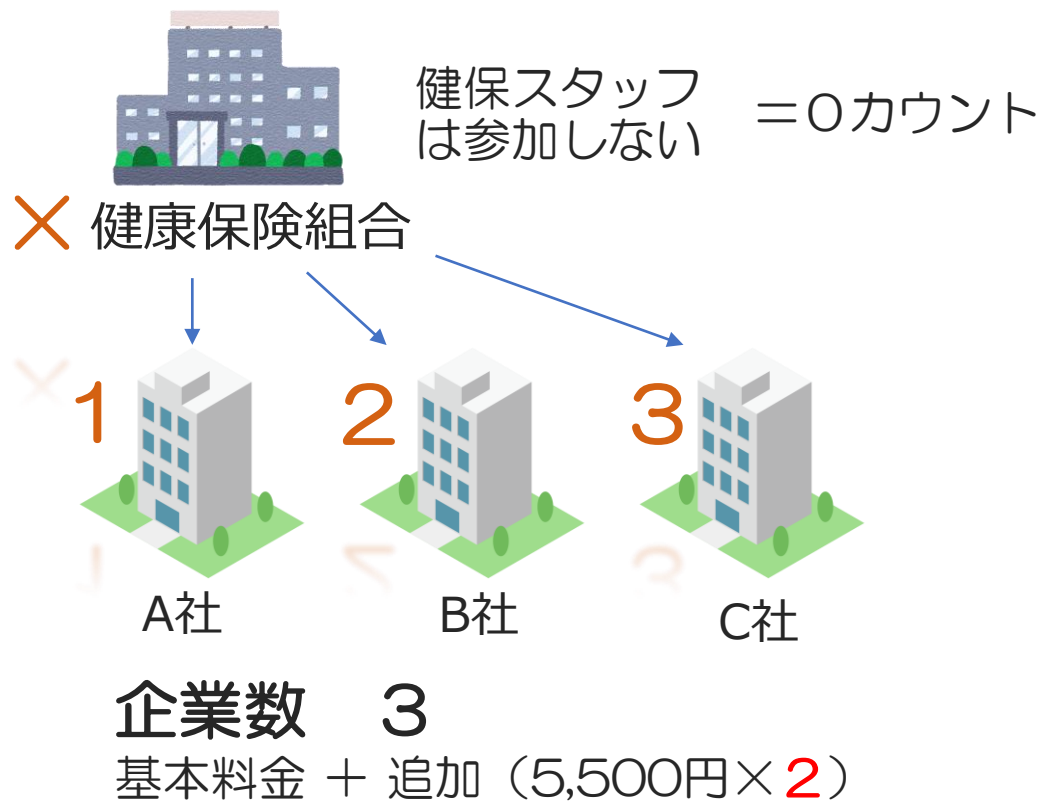 健保スタッフ
は参加しない
＝０カウント
× 健康保険組合
1
2
3
A社
B社
C社
企業数　3
基本料金 ＋ 追加（5,500円×2）